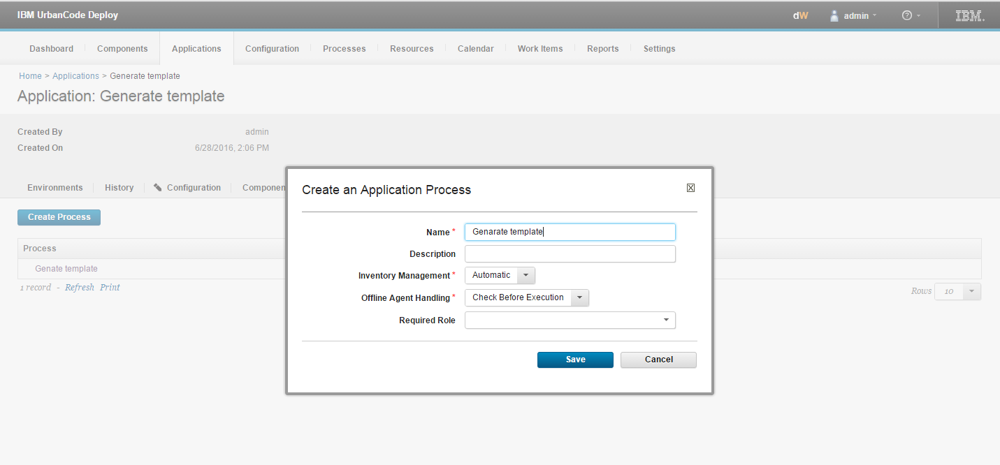 IBM UrbanCode Deploy dW admin IBM.
Dashboard Components Applications Configuration Processes Resources Calendar Work Items Reports Settings
Home > Applications > Generate template
Application: Generate template
Created By admin
Created On 6/28/2016, 2:06 PM
Environments History Configuration Componen
Create an Application Process
Create Process
Name * Genarate template
Process
Description
Genate template
Inventory Management * Automatic
1 record - Refresh Print
Rows 10
Offline Agent Handling * Check Before Execution
Required Role
Save Cancel